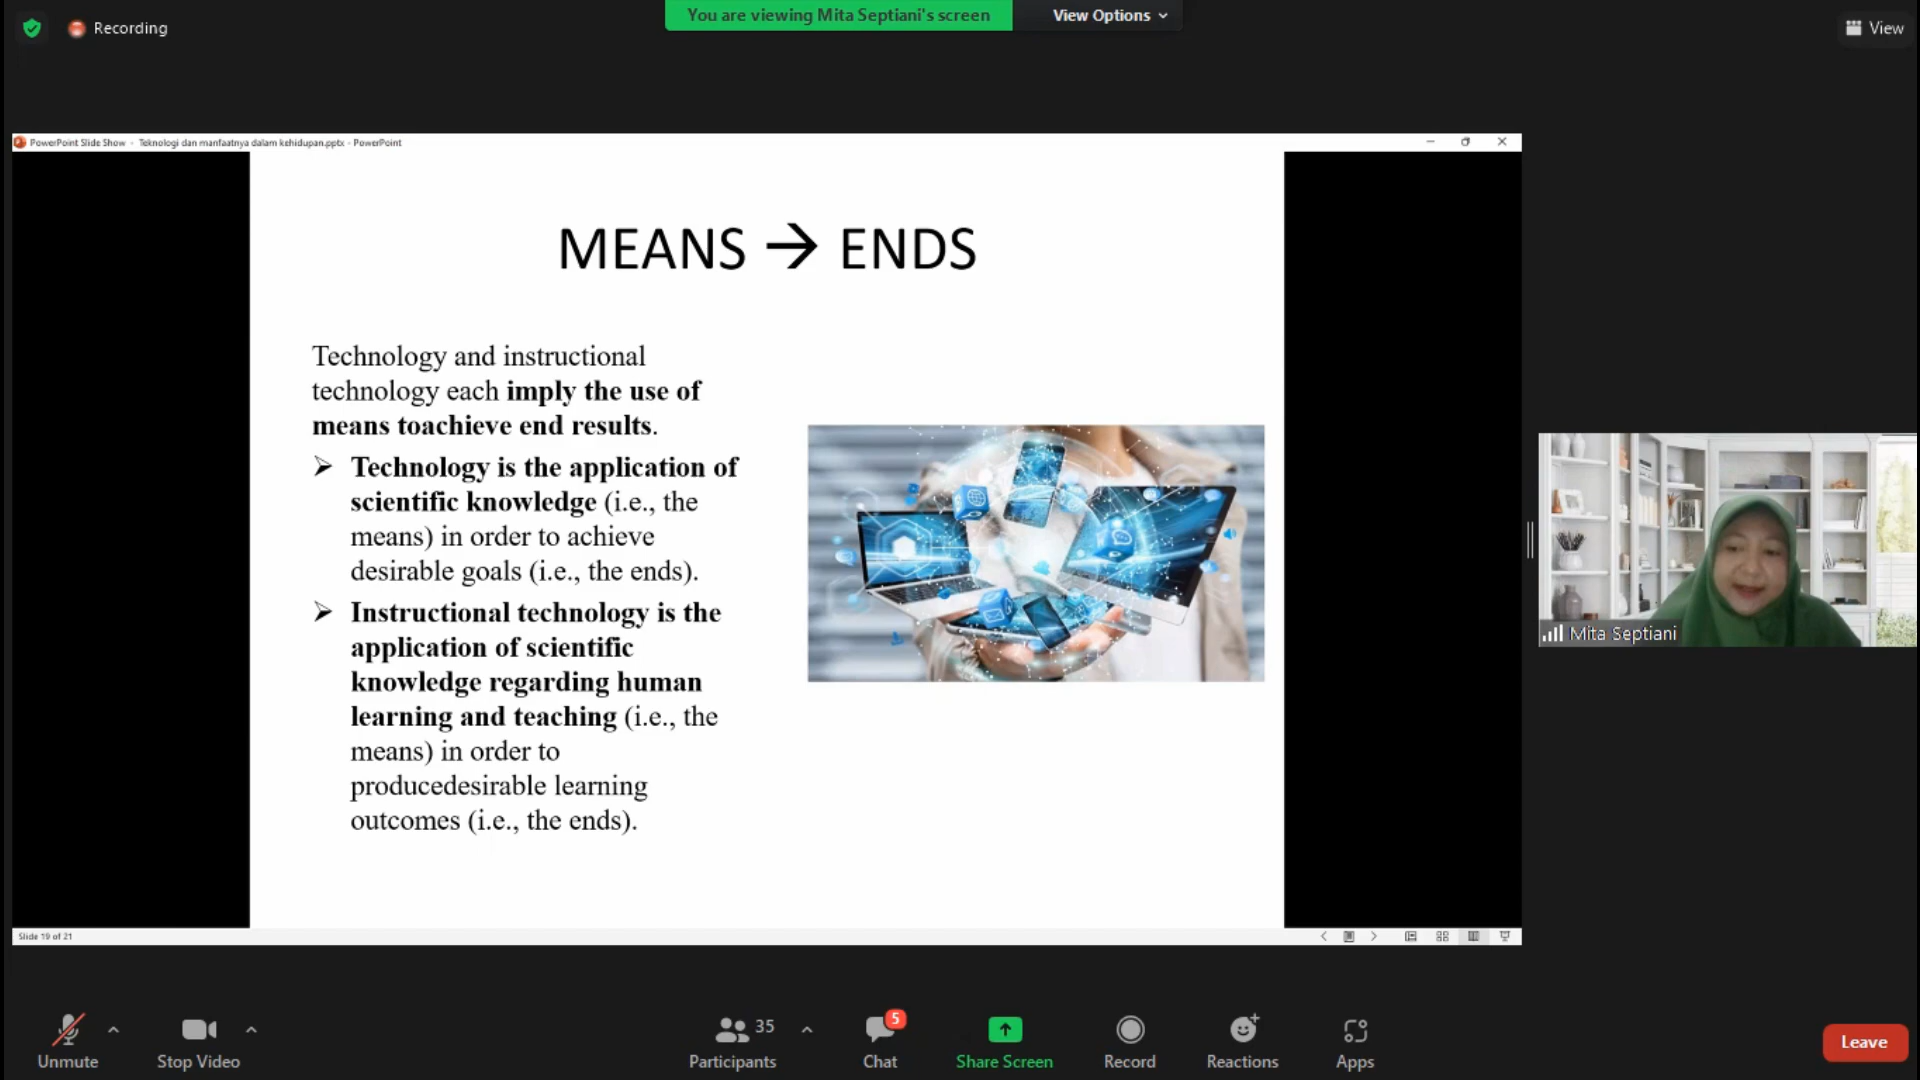 Recording
You are viewing Mita Septiani's screen
View Options
View
PowerPoint Slide Show - Teknologi dan manfaatnya dalam kehidupan.pptx - PowerPoint
MEANS → ENDS
Technology and instructional
technology each imply the use of
means toachieve end results.
➢ Technology is the application of
scientific knowledge (i.e., the
means) in order to achieve
desirable goals (i.e., the ends).
➢ Instructional technology is the
application of scientific
knowledge regarding human
learning and teaching (i.e., the
means) in order to
producedesirable learning
outcomes (i.e., the ends).
Mita Septiani
Slide 19 of 21
Unmute
Stop Video
35
Participants
5
Chat
Share Screen
Record
Reactions
Apps
Leave